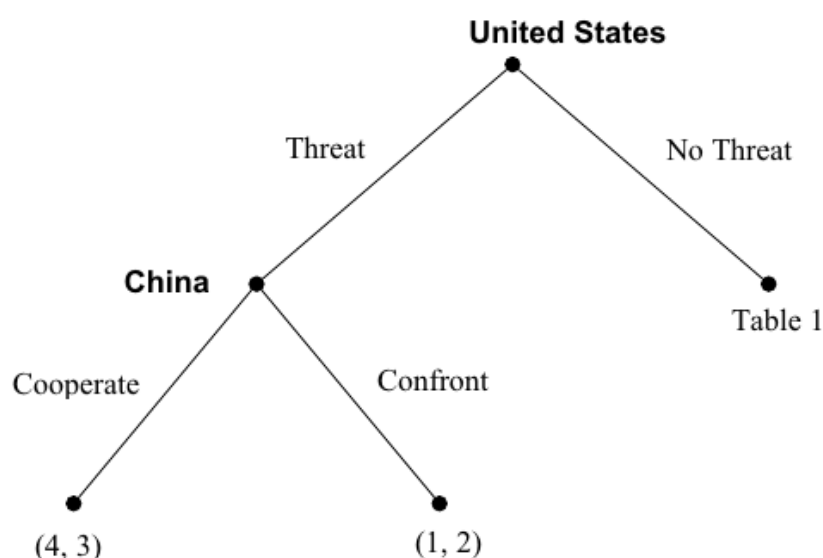 United States
Threat
No Threat
China
Table 1
Cooperate
Confront
(4, 3)
(1, 2)